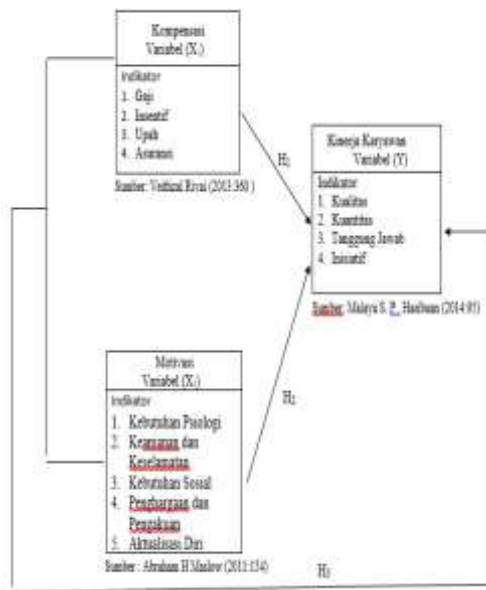 Kompensasi
Variabel (X₁)
Indikator
1. Gaji
2. Insentif
3. Upah
4. Asuransi
Sumber: Veithzal Rivai (2013:360 )
H₁
Kinerja Karyawan
Variabel (Y)
Indikator
1. Kualitas
2. Kuantitas
3. Tanggung Jawab
4. Inisiatif
Sumber: Malayu S. P., Hasibuan (2014:95)
Motivasi
Variabel (X₂)
Indikator
1. Kebutuhan Psiologi
2. Keamanan dan
Keselamatan
3. Kebutuhan Sosial
4. Penghargaan dan
Pengakuan
5. Aktualisasi Diri
Sumber : Abraham H Maslow (2011:154)
H₂
H₃